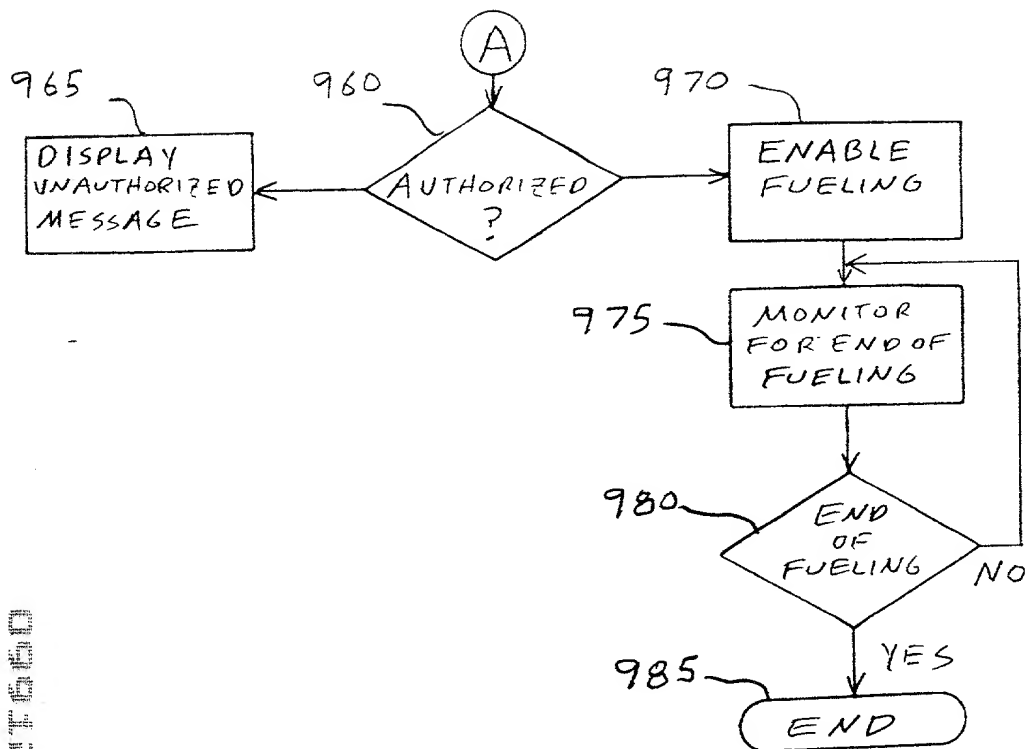 A
965
960
970
DISPLAY
UNAUTHORIZED
MESSAGE
AUTHORIZED
?
ENABLE
FUELING
975
MONITOR
FOR END OF
FUELING
980
END
OF
FUELING
NO
YES
985
END